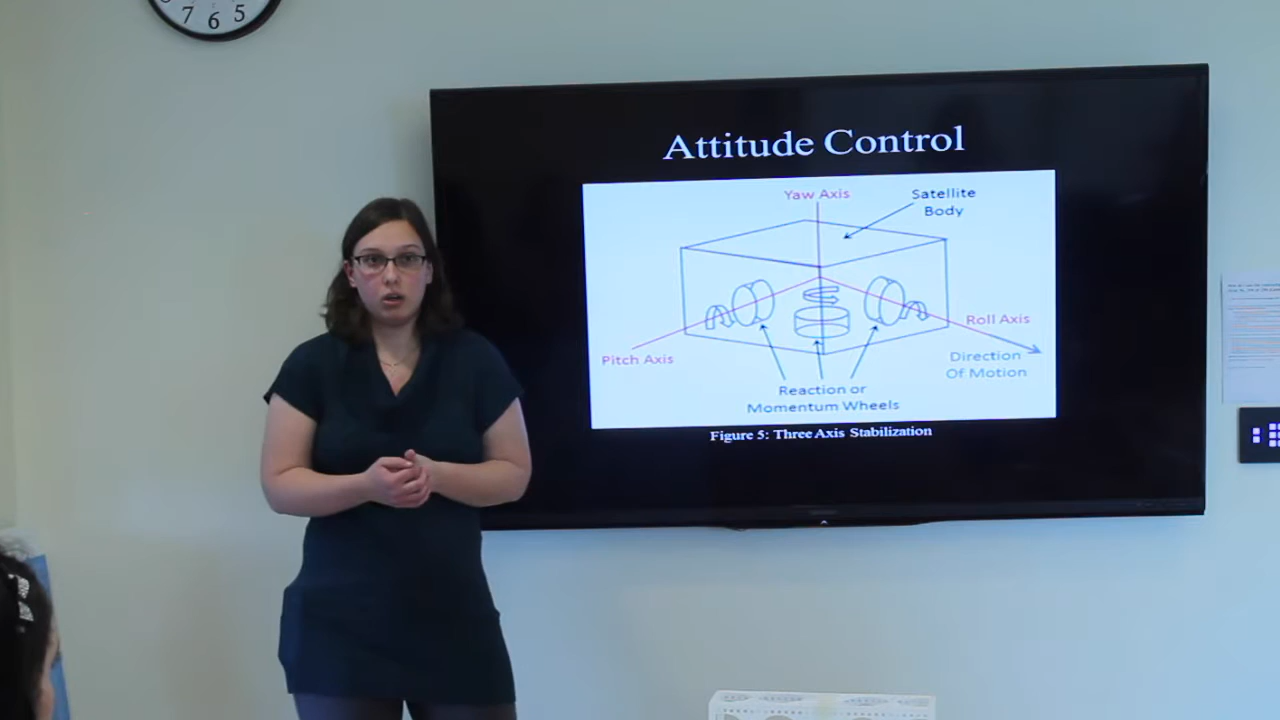 7 6 5
Attitude Control
Yaw Axis
Satellite
Body
Roll Axis
Pitch Axis
Direction
Of Motion
Reaction or
Momentum Wheels
Figure 5: Three Axis Stabilization